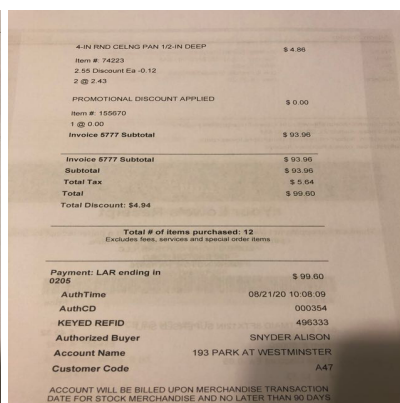 4-IN RND CELNG PAN 1/2-IN DEEP $ 4.86
Item #: 74223
2.55 Discount Ea -0.12
2 @ 2.43
PROMOTIONAL DISCOUNT APPLIED $ 0.00
Item #: 155670
1 @ 0.00
Invoice 5777 Subtotal $ 93.96
Invoice 5777 Subtotal $ 93.96
Subtotal $ 93.96
Total Tax $ 5.64
Total $ 99.60
Total Discount: $4.94
Total # of items purchased: 12
Excludes fees, services and special order items
Payment: LAR ending in $ 99.60
0205
AuthTime 08/21/20 10:08:09
AuthCD 000354
KEYED REFID 496333
Authorized Buyer SNYDER ALISON
Account Name 193 PARK AT WESTMINSTER
Customer Code A47
ACCOUNT WILL BE BILLED UPON MERCHANDISE TRANSACTION
DATE FOR STOCK MERCHANDISE AND NO LATER THAN 90 DAYS